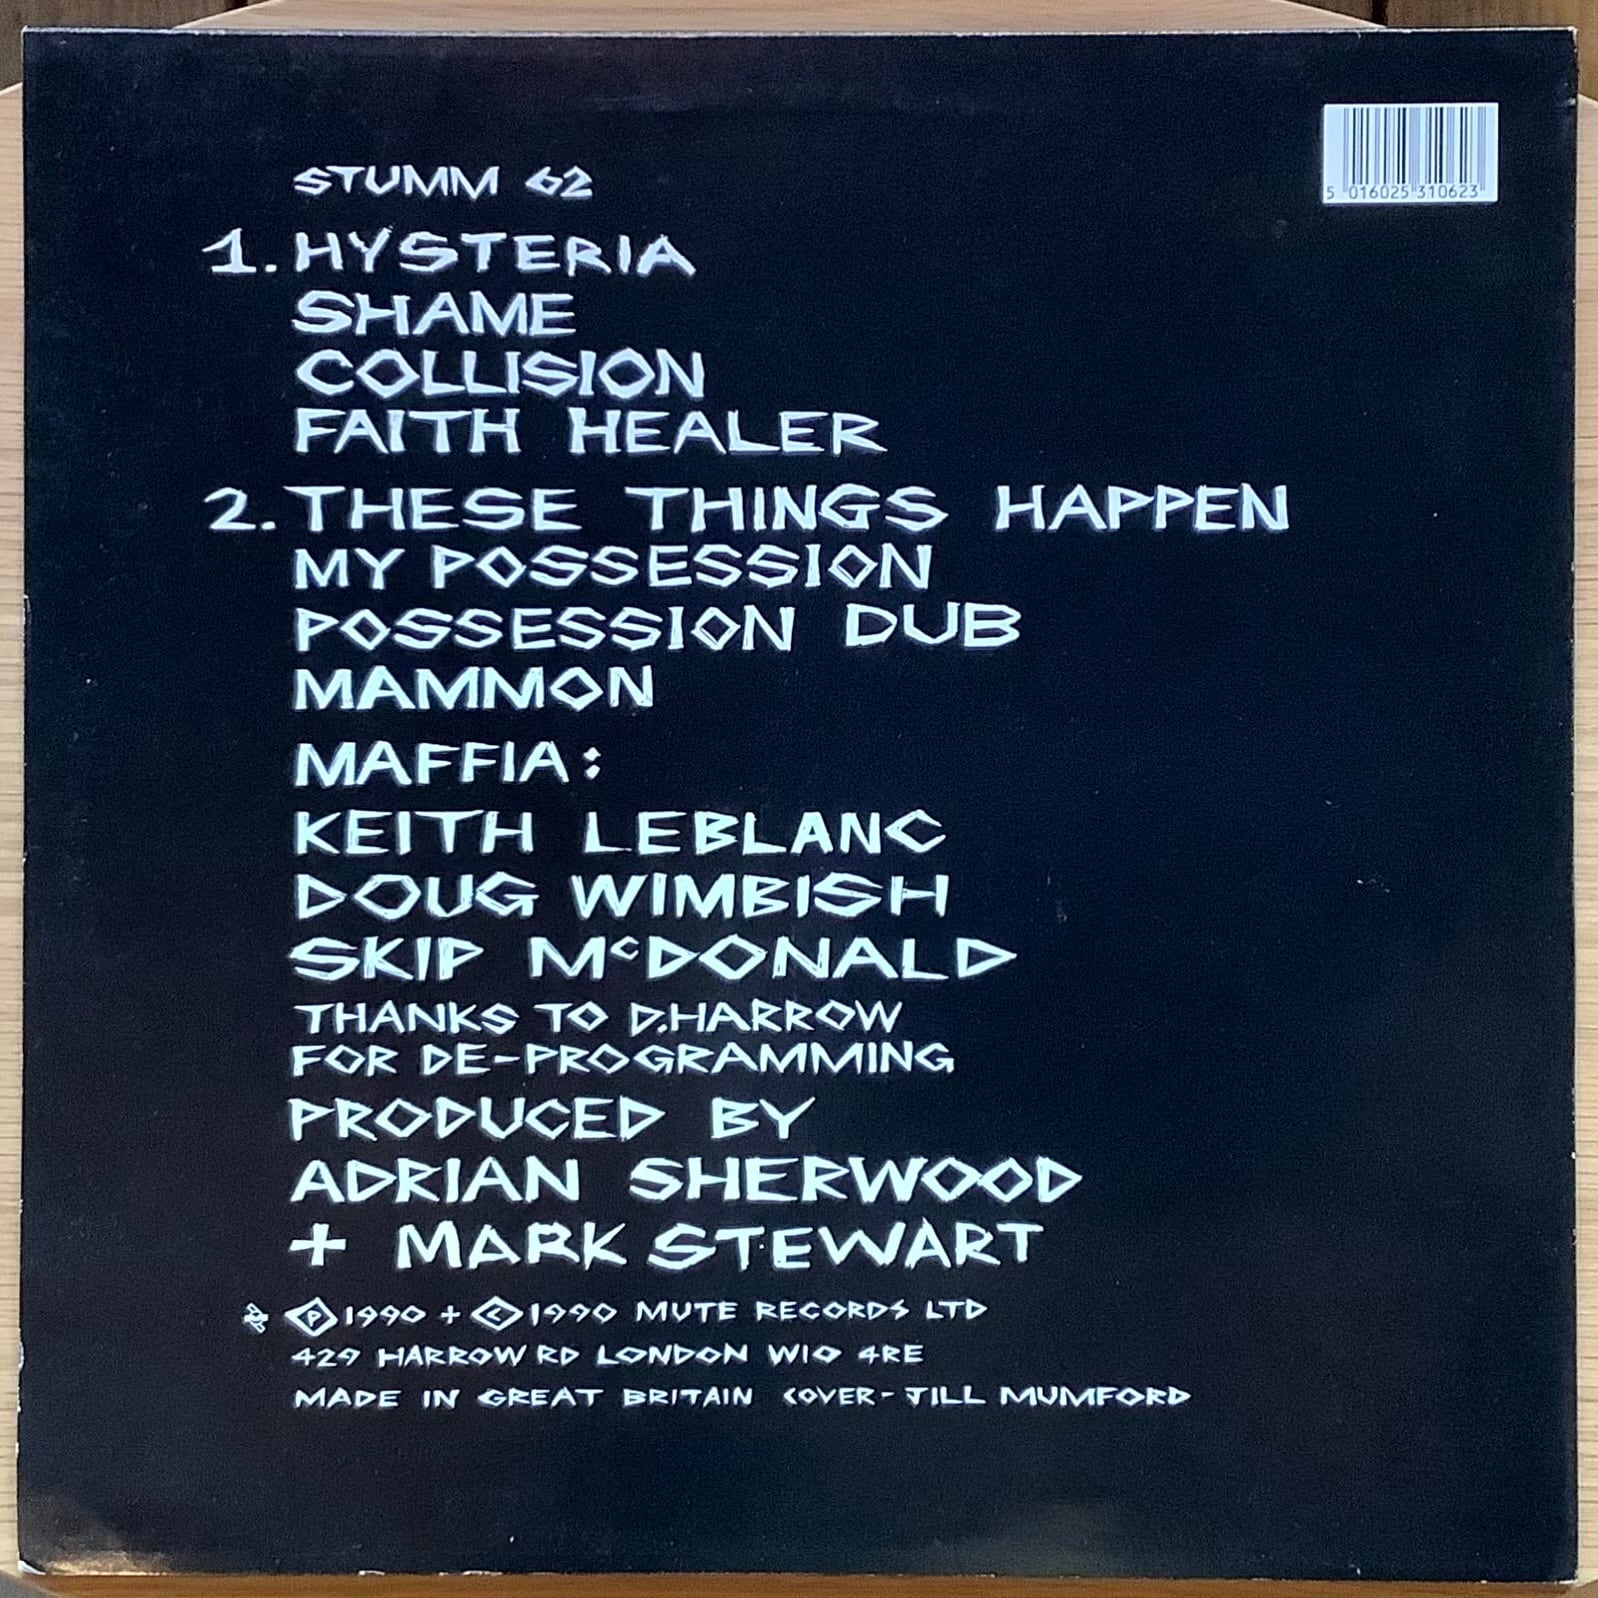 5 016025 310623
STUMM 62
1. HYSTERIA
SHAME
COLLISION
FAITH HEALER
2. THESE THINGS HAPPEN
MY POSSESSION
POSSESSION DUB
MAMMON
MAFFIA:
KEITH LEBLANC
DOUG WIMBISH
SKIP McDONALD
THANKS TO D.HARROW
FOR DE-PROGRAMMING
PRODUCED BY
ADRIAN SHERWOOD
+ MARK STEWART
Ⓟ 1990 + © 1990 MUTE RECORDS LTD
429 HARROW RD LONDON W10 4RE
MADE IN GREAT BRITAIN COVER- JILL MUMFORD